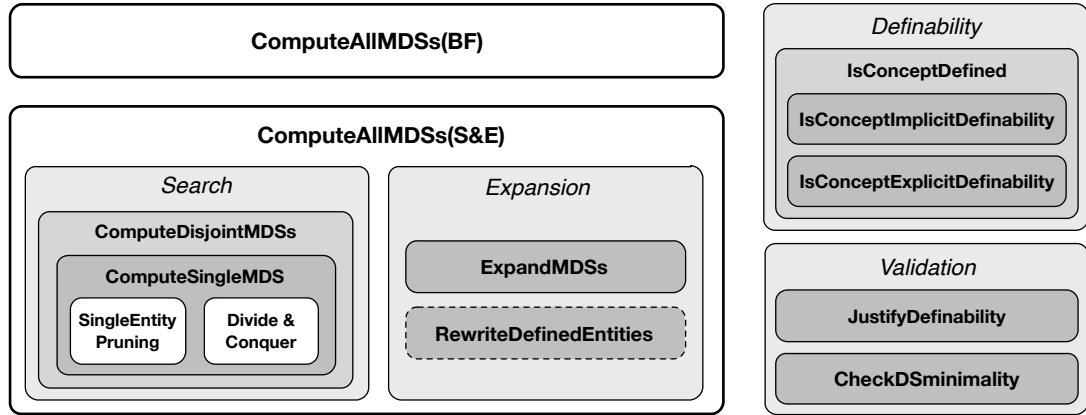 ComputeAllMDSs(BF)
ComputeAllMDSs(S&E)
Search
ComputeDisjointMDSs
ComputeSingleMDS
SingleEntity
Pruning
Divide &
Conquer
Expansion
ExpandMDSs
RewriteDefinedEntities
Definability
IsConceptDefined
IsConceptImplicitDefinability
IsConceptExplicitDefinability
Validation
JustifyDefinability
CheckDSminimality